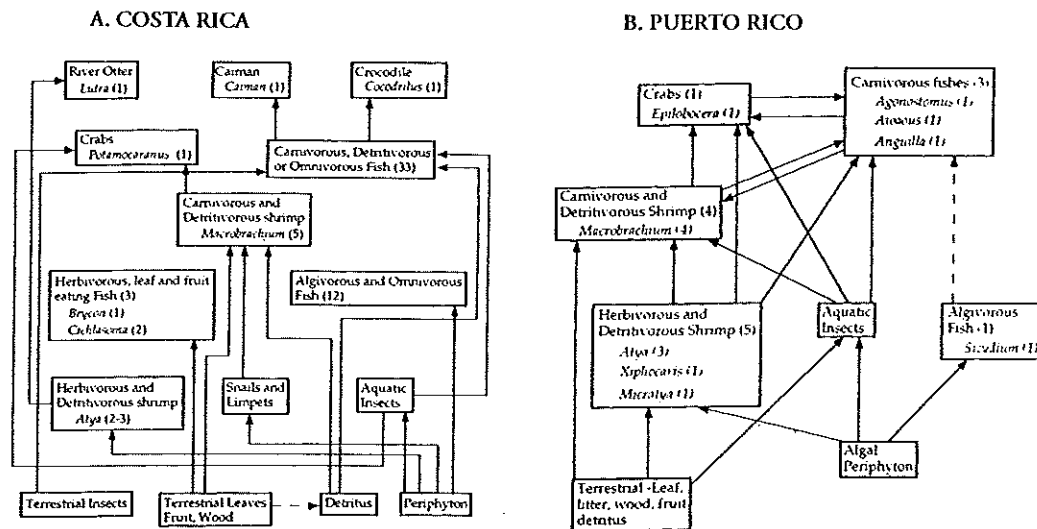 A. COSTA RICA
River Otter
Lutra (1)
Caiman
Caiman (1)
Crocodile
Cocodrilus (1)
Crabs
Potamocaranus (1)
Carnivorous, Detritivorous
or Omnivorous Fish (33)
Carnivorous and
Detritivorous shrimp
Macrobrachium (5)
Herbivorous, leaf and fruit
eating Fish (3)
Brycon (1)
Cichlasoma (2)
Algivorous and Omnivorous
Fish (12)
Herbivorous and
Detritivorous shrimp
Atya (2-3)
Snails and
Limpets
Aquatic
Insects
Terrestrial Insects
Terrestrial Leaves
Fruit, Wood
Detritus
Periphyton
B. PUERTO RICO
Crabs (1)
Epilobocera (1)
Carnivorous fishes (3)
Agonostomus (1)
Awaous (1)
Anguilla (1)
Carnivorous and
Detritivorous Shrimp (4)
Macrobrachium (4)
Herbivorous and
Detritivorous Shrimp (5)
Atya (3)
Xiphocaris (1)
Micratya (1)
Aquatic
Insects
Algivorous
Fish (1)
Sicydium (1)
Algal
Periphyton
Terrestrial -Leaf,
litter, wood, fruit
detritus